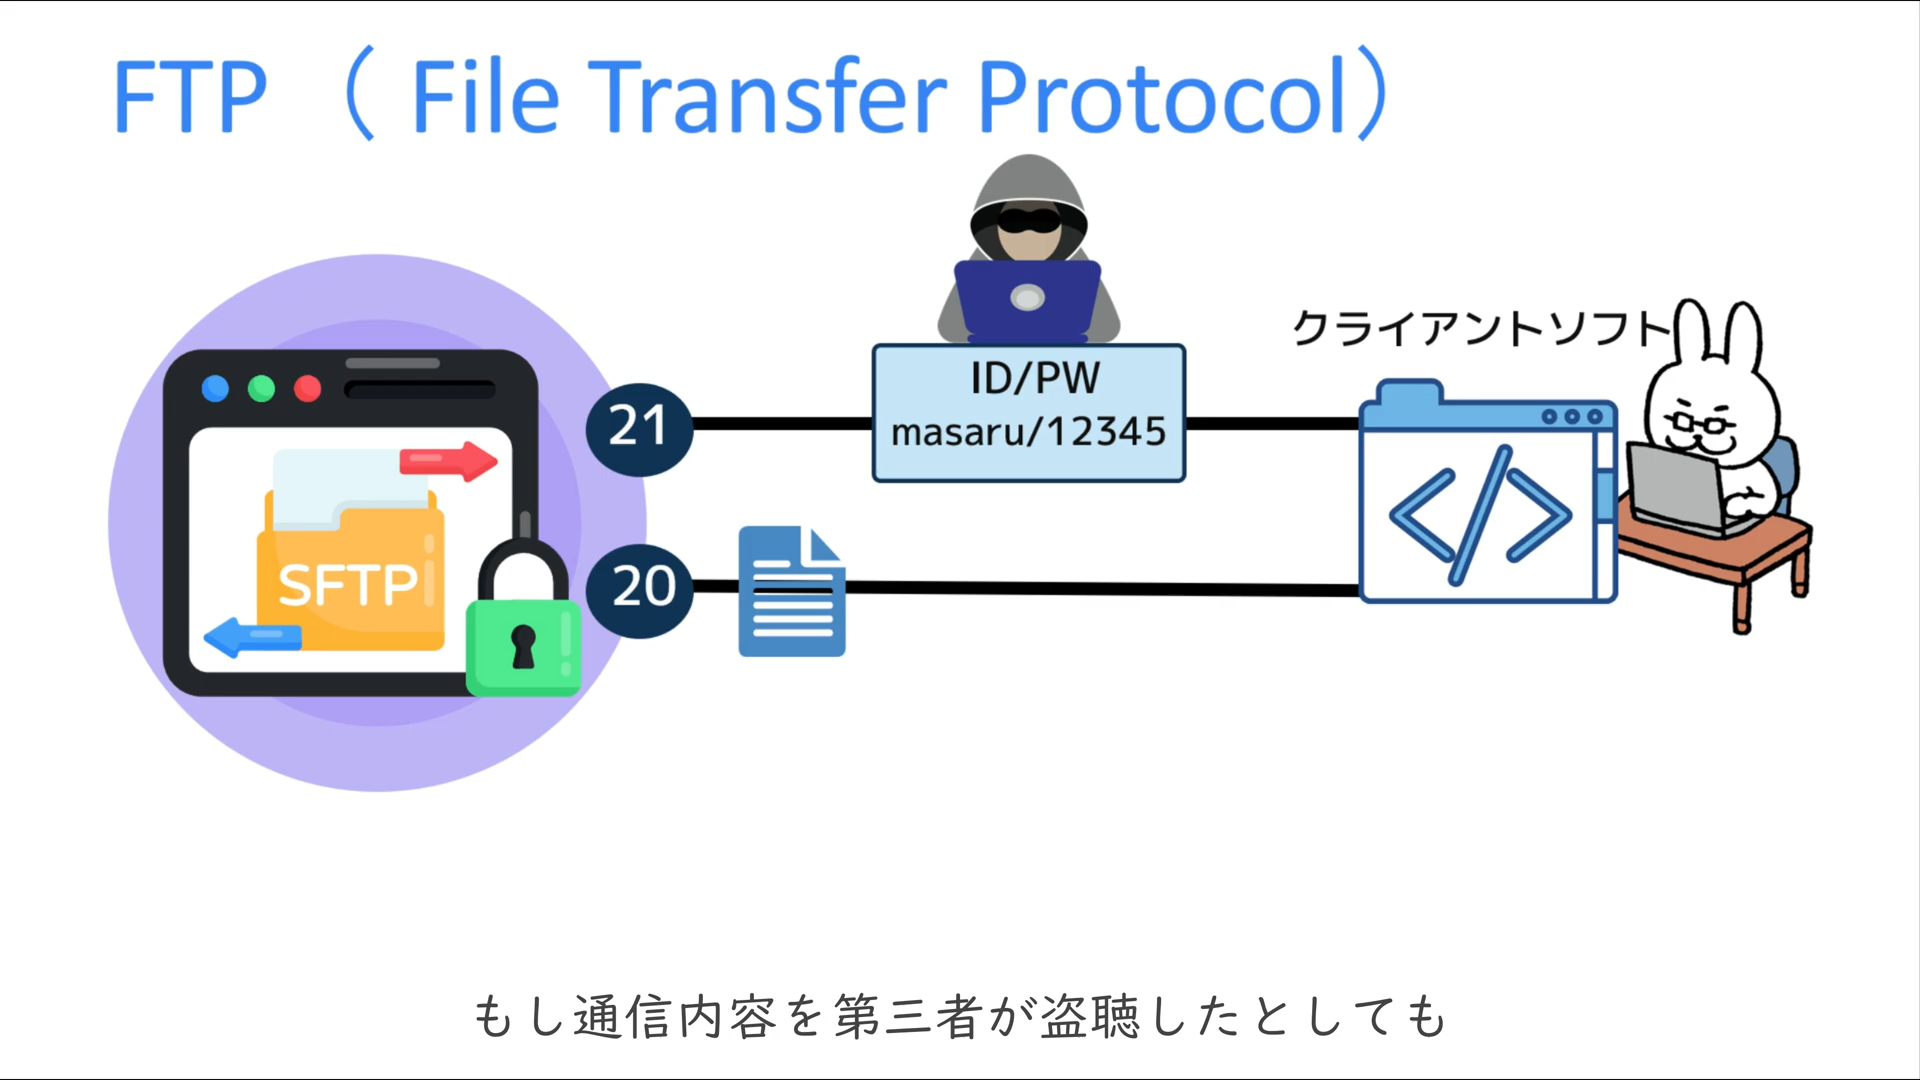 FTP（ File Transfer Protocol）
クライアントソフト
ID/PW
masaru/12345
21
20
SFTP
もし通信内容を第三者が盗聴したとしても